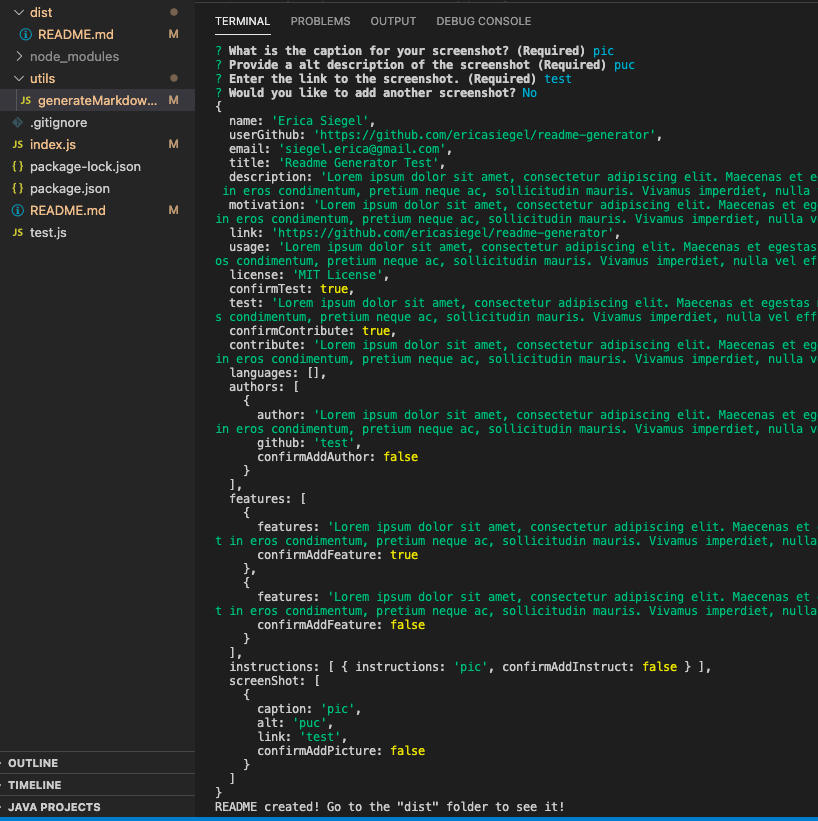 dist
README.md M
node_modules
utils
JS generateMarkdow... M
.gitignore
JS index.js M
{} package-lock.json
{} package.json
README.md M
JS test.js
OUTLINE
TIMELINE
JAVA PROJECTS
TERMINAL PROBLEMS OUTPUT DEBUG CONSOLE
? What is the caption for your screenshot? (Required) pic
? Provide a alt description of the screenshot (Required) puc
? Enter the link to the screenshot. (Required) test
? Would you like to add another screenshot? No
{
name: 'Erica Siegel',
userGithub: 'https://github.com/ericasiegel/readme-generator',
email: 'siegel.erica@gmail.com',
title: 'Readme Generator Test',
description: 'Lorem ipsum dolor sit amet, consectetur adipiscing elit. Maecenas et e
in eros condimentum, pretium neque ac, sollicitudin mauris. Vivamus imperdiet, nulla
motivation: 'Lorem ipsum dolor sit amet, consectetur adipiscing elit. Maecenas et eg
in eros condimentum, pretium neque ac, sollicitudin mauris. Vivamus imperdiet, nulla v
link: 'https://github.com/ericasiegel/readme-generator',
usage: 'Lorem ipsum dolor sit amet, consectetur adipiscing elit. Maecenas et egestas
os condimentum, pretium neque ac, sollicitudin mauris. Vivamus imperdiet, nulla vel ef
license: 'MIT License',
confirmTest: true,
test: 'Lorem ipsum dolor sit amet, consectetur adipiscing elit. Maecenas et egestas
s condimentum, pretium neque ac, sollicitudin mauris. Vivamus imperdiet, nulla vel eff
confirmContribute: true,
contribute: 'Lorem ipsum dolor sit amet, consectetur adipiscing elit. Maecenas et eg
in eros condimentum, pretium neque ac, sollicitudin mauris. Vivamus imperdiet, nulla v
languages: [],
authors: [
{
author: 'Lorem ipsum dolor sit amet, consectetur adipiscing elit. Maecenas et eg
in eros condimentum, pretium neque ac, sollicitudin mauris. Vivamus imperdiet, nulla v
github: 'test',
confirmAddAuthor: false
}
],
features: [
{
features: 'Lorem ipsum dolor sit amet, consectetur adipiscing elit. Maecenas et
t in eros condimentum, pretium neque ac, sollicitudin mauris. Vivamus imperdiet, nulla
confirmAddFeature: true
},
{
features: 'Lorem ipsum dolor sit amet, consectetur adipiscing elit. Maecenas et
t in eros condimentum, pretium neque ac, sollicitudin mauris. Vivamus imperdiet, nulla
confirmAddFeature: false
}
],
instructions: [ { instructions: 'pic', confirmAddInstruct: false } ],
screenShot: [
{
caption: 'pic',
alt: 'puc',
link: 'test',
confirmAddPicture: false
}
]
}
README created! Go to the "dist" folder to see it!